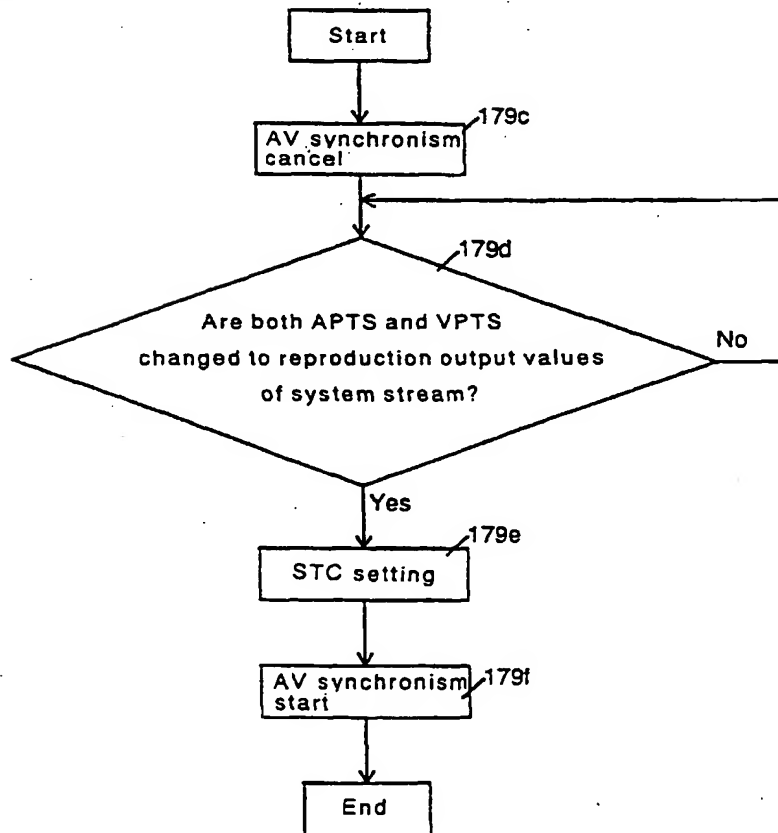 Start
179c
AV synchronism
cancel
179d
Are both APTS and VPTS
changed to reproduction output values
of system stream?
No
Yes
179e
STC setting
179f
AV synchronism
start
End